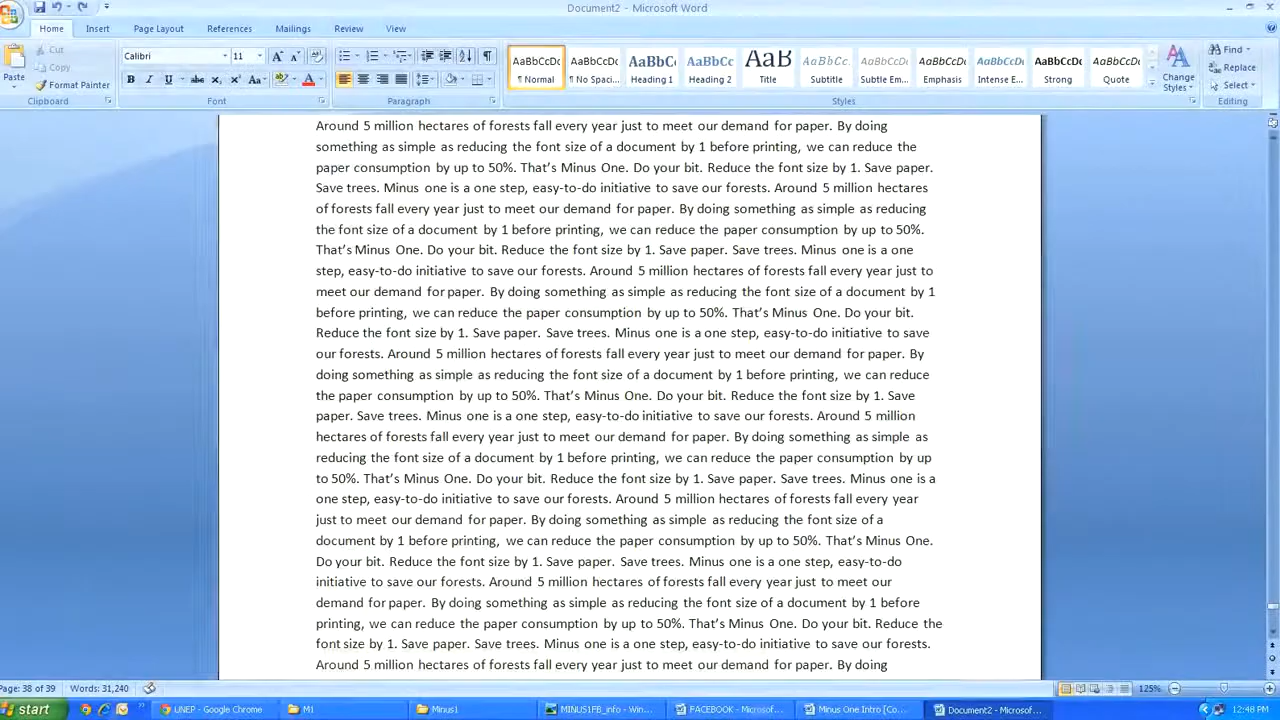 Document2 - Microsoft Word
Home Insert Page Layout References Mailings Review View
Cut
Copy
Format Painter
Paste
Calibri 11
AaBbCcDc AaBbCcDc AaBbC AaBbCc AaB AaBbCc. AaBbCcDc AaBbCcDc AaBbCcDc AaBbCcDc AaBbCcDc
¶ Normal ¶ No Spaci... Heading 1 Heading 2 Title Subtitle Subtle Em... Emphasis Intense E... Strong Quote
Change Styles
Find
Replace
Select
Clipboard Font Paragraph Styles Editing
Around 5 million hectares of forests fall every year just to meet our demand for paper. By doing
something as simple as reducing the font size of a document by 1 before printing, we can reduce the
paper consumption by up to 50%. That's Minus One. Do your bit. Reduce the font size by 1. Save paper.
Save trees. Minus one is a one step, easy-to-do initiative to save our forests. Around 5 million hectares
of forests fall every year just to meet our demand for paper. By doing something as simple as reducing
the font size of a document by 1 before printing, we can reduce the paper consumption by up to 50%.
That's Minus One. Do your bit. Reduce the font size by 1. Save paper. Save trees. Minus one is a one
step, easy-to-do initiative to save our forests. Around 5 million hectares of forests fall every year just to
meet our demand for paper. By doing something as simple as reducing the font size of a document by 1
before printing, we can reduce the paper consumption by up to 50%. That's Minus One. Do your bit.
Reduce the font size by 1. Save paper. Save trees. Minus one is a one step, easy-to-do initiative to save
our forests. Around 5 million hectares of forests fall every year just to meet our demand for paper. By
doing something as simple as reducing the font size of a document by 1 before printing, we can reduce
the paper consumption by up to 50%. That's Minus One. Do your bit. Reduce the font size by 1. Save
paper. Save trees. Minus one is a one step, easy-to-do initiative to save our forests. Around 5 million
hectares of forests fall every year just to meet our demand for paper. By doing something as simple as
reducing the font size of a document by 1 before printing, we can reduce the paper consumption by up
to 50%. That's Minus One. Do your bit. Reduce the font size by 1. Save paper. Save trees. Minus one is a
one step, easy-to-do initiative to save our forests. Around 5 million hectares of forests fall every year
just to meet our demand for paper. By doing something as simple as reducing the font size of a
document by 1 before printing, we can reduce the paper consumption by up to 50%. That's Minus One.
Do your bit. Reduce the font size by 1. Save paper. Save trees. Minus one is a one step, easy-to-do
initiative to save our forests. Around 5 million hectares of forests fall every year just to meet our
demand for paper. By doing something as simple as reducing the font size of a document by 1 before
printing, we can reduce the paper consumption by up to 50%. That's Minus One. Do your bit. Reduce the
font size by 1. Save paper. Save trees. Minus one is a one step, easy-to-do initiative to save our forests.
Around 5 million hectares of forests fall every year just to meet our demand for paper. By doing
Page: 38 of 39 Words: 31,240 125%
start UNEP - Google Chrome M1 Minus1 MINUS1FB_info - Win... FACEBOOK - Microsof... Minus One Intro [Co... Document2 - Microsof... 12:48 PM